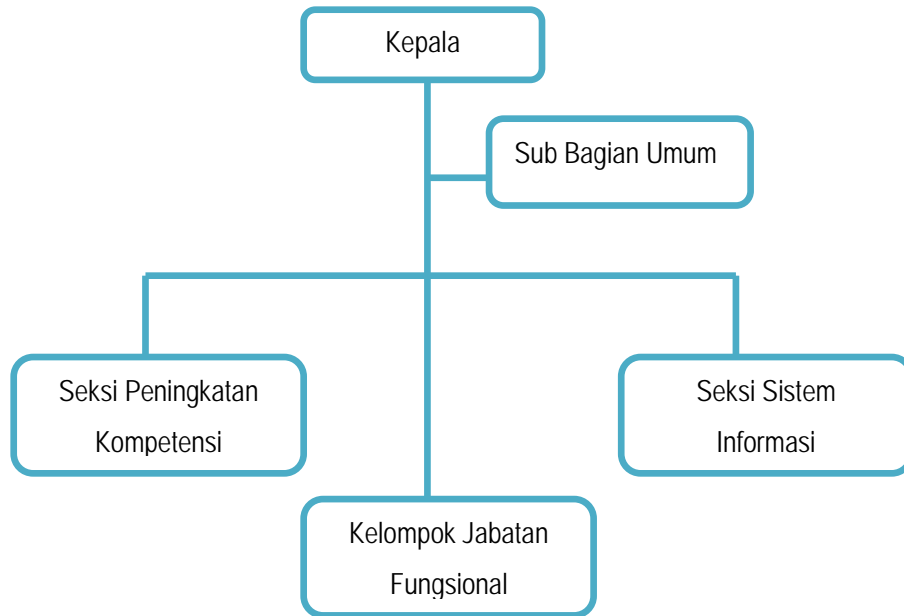 Kepala
Sub Bagian Umum
Seksi Peningkatan
Kompetensi
Seksi Sistem
Informasi
Kelompok Jabatan
Fungsional